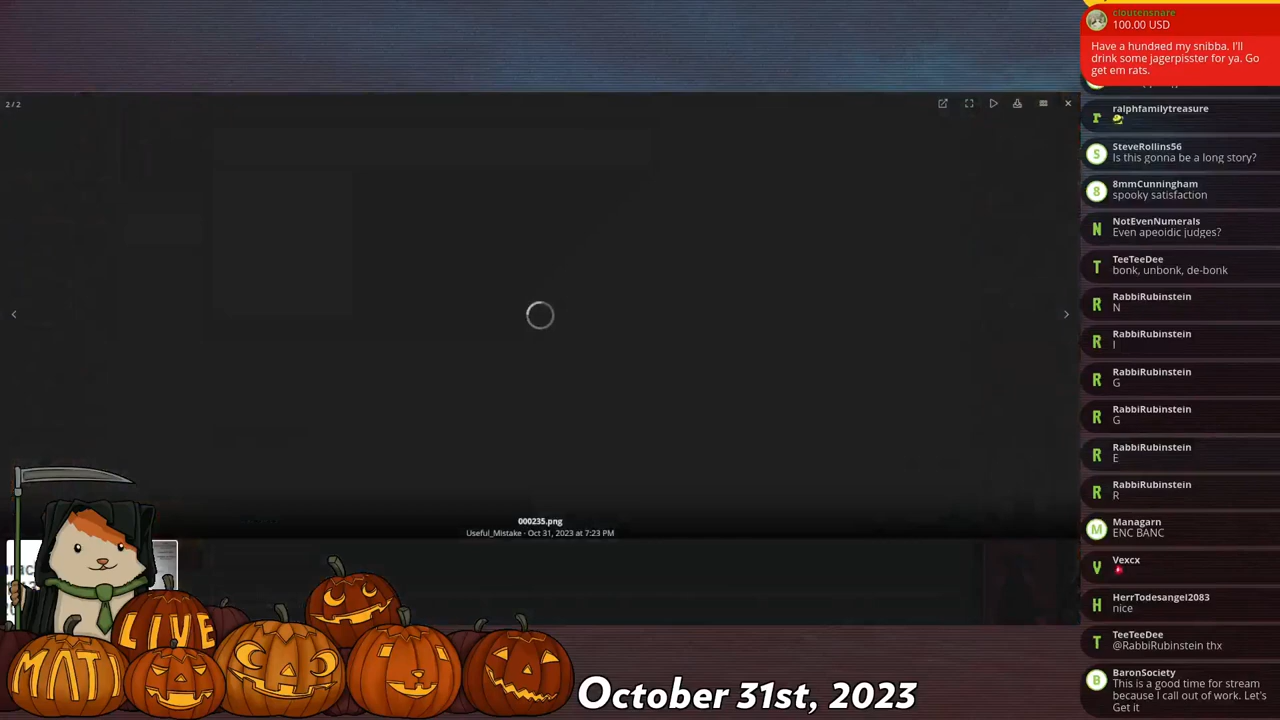 cloutensnare
100.00 USD
Have a hundяed my snibba. I'll
drink some jagerpisster for ya. Go
get em rats.
2 / 2
ralphfamilytreasure
SteveRollins56
Is this gonna be a long story?
8mmCunningham
spooky satisfaction
NotEvenNumerals
Even apeoidic judges?
TeeTeeDee
bonk, unbonk, de-bonk
RabbiRubinstein
N
RabbiRubinstein
I
RabbiRubinstein
G
RabbiRubinstein
G
RabbiRubinstein
E
RabbiRubinstein
R
Managarn
ENC BANC
Vexcx
HerrTodesangel2083
nice
TeeTeeDee
@RabbiRubinstein thx
BaronSociety
This is a good time for stream
because I call out of work. Let's
Get it
000235.png
Useful_Mistake · Oct 31, 2023 at 7:23 PM
LIVE
MATI
October 31st, 2023